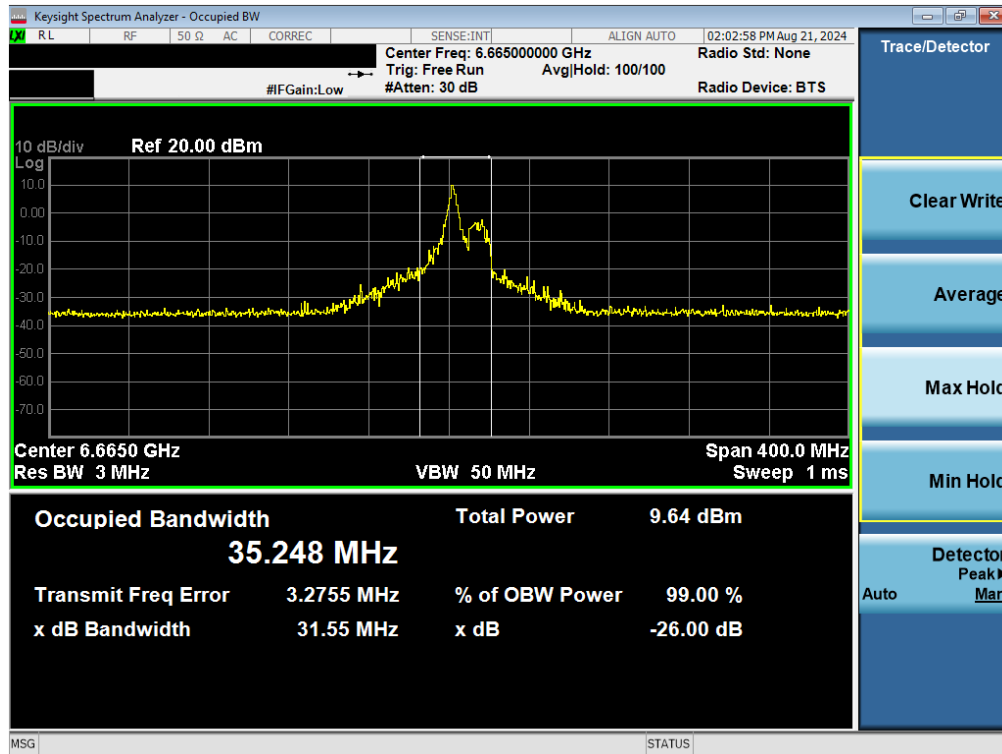 Keysight Spectrum Analyzer - Occupied BW
LXI RL RF 50 Ω AC CORREC SENSE:INT ALIGN AUTO 02:02:58 PM Aug 21, 2024
Center Freq: 6.665000000 GHz Radio Std: None
Trig: Free Run Avg|Hold: 100/100
#IFGain:Low #Atten: 30 dB Radio Device: BTS
Trace/Detector
10 dB/div Ref 20.00 dBm
Log
10.0
0.00
-10.0
-20.0
-30.0
-40.0
-50.0
-60.0
-70.0
Center 6.6650 GHz Span 400.0 MHz
Res BW 3 MHz VBW 50 MHz Sweep 1 ms
Occupied Bandwidth Total Power 9.64 dBm
35.248 MHz
Transmit Freq Error 3.2755 MHz % of OBW Power 99.00 %
x dB Bandwidth 31.55 MHz x dB -26.00 dB
Clear Write
Average
Max Hold
Min Hold
Detector
Peak▶
Auto Man
MSG STATUS